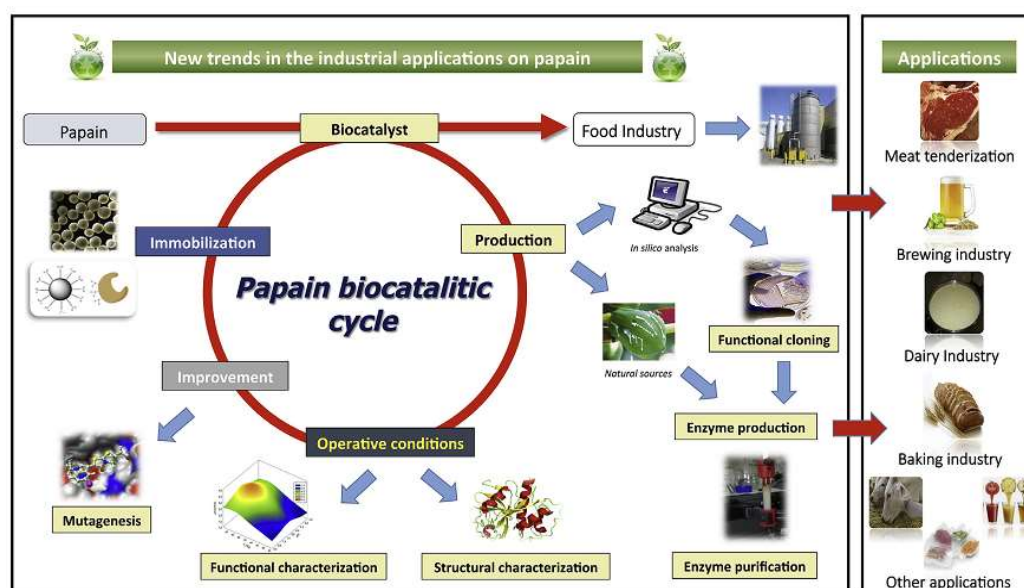 New trends in the industrial applications on papain
Applications
Papain
Biocatalyst
Food Industry
Meat tenderization
Immobilization
Production
In silico analysis
Brewing industry
Papain biocatalitic
cycle
Functional cloning
Dairy Industry
Improvement
Natural sources
Operative conditions
Enzyme production
Baking industry
Mutagenesis
Functional characterization
Structural characterization
Enzyme purification
Other applications